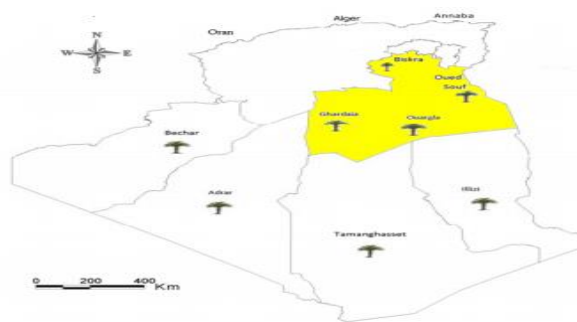 Alger
Annaba
Oran
N
W E
S
Biskra
Oued
Souf
Ghardaia
Ouargla
Bechar
Adrar
Illizi
Tamanghasset
0 200 400
Km